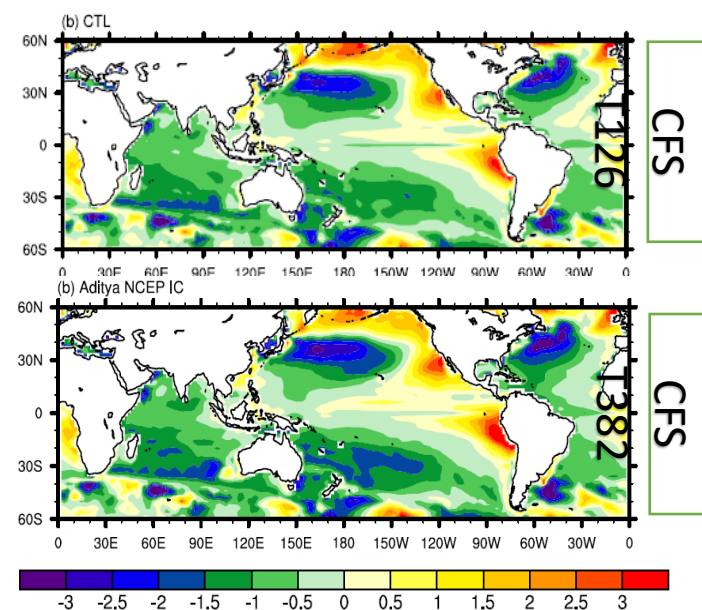 (b) CTL
60N
30N
0
30S
60S
0 30E 60E 90E 120E 150E 180 150W 120W 90W 60W 30W 0
CFS
T126
(b) Aditya NCEP IC
60N
30N
0
30S
60S
0 30E 60E 90E 120E 150E 180 150W 120W 90W 60W 30W 0
CFS
T382
-3 -2.5 -2 -1.5 -1 -0.5 0 0.5 1 1.5 2 2.5 3